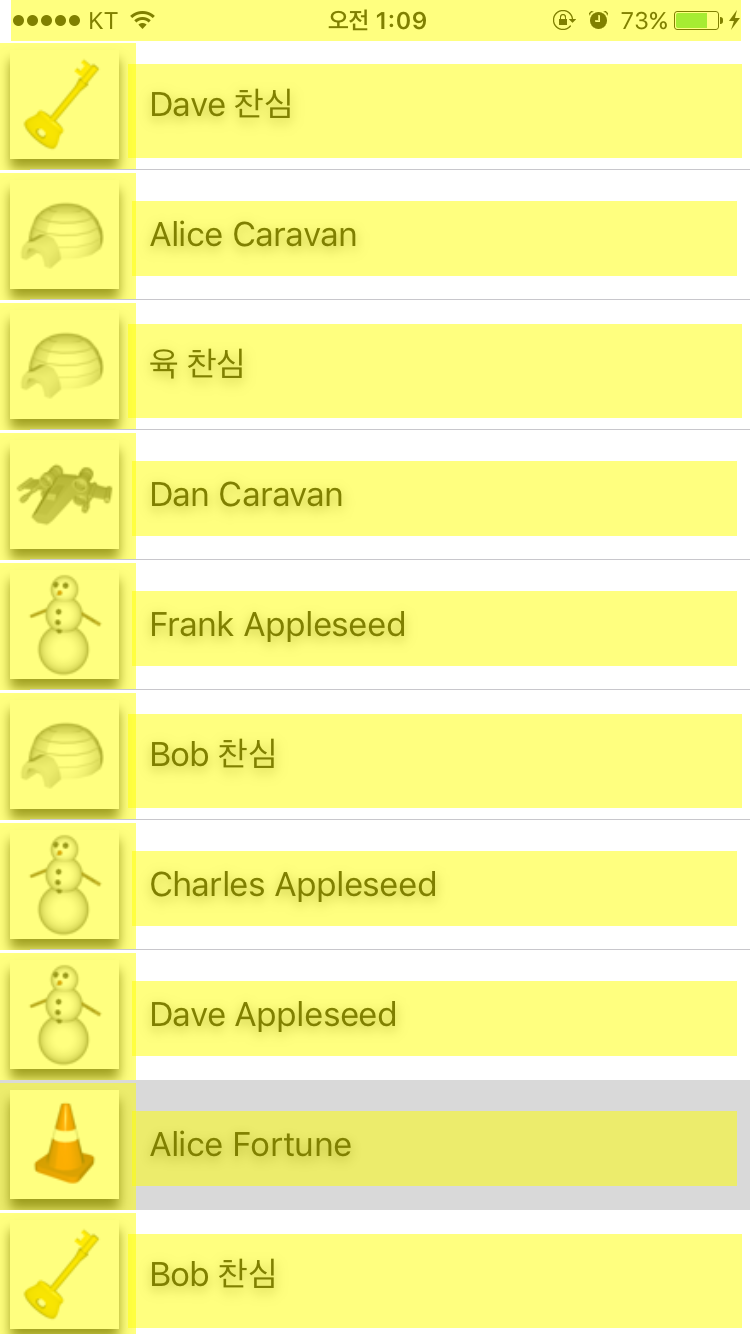 KT 오전 1:09 73%
Dave 찬심
Alice Caravan
육 찬심
Dan Caravan
Frank Appleseed
Bob 찬심
Charles Appleseed
Dave Appleseed
Alice Fortune
Bob 찬심